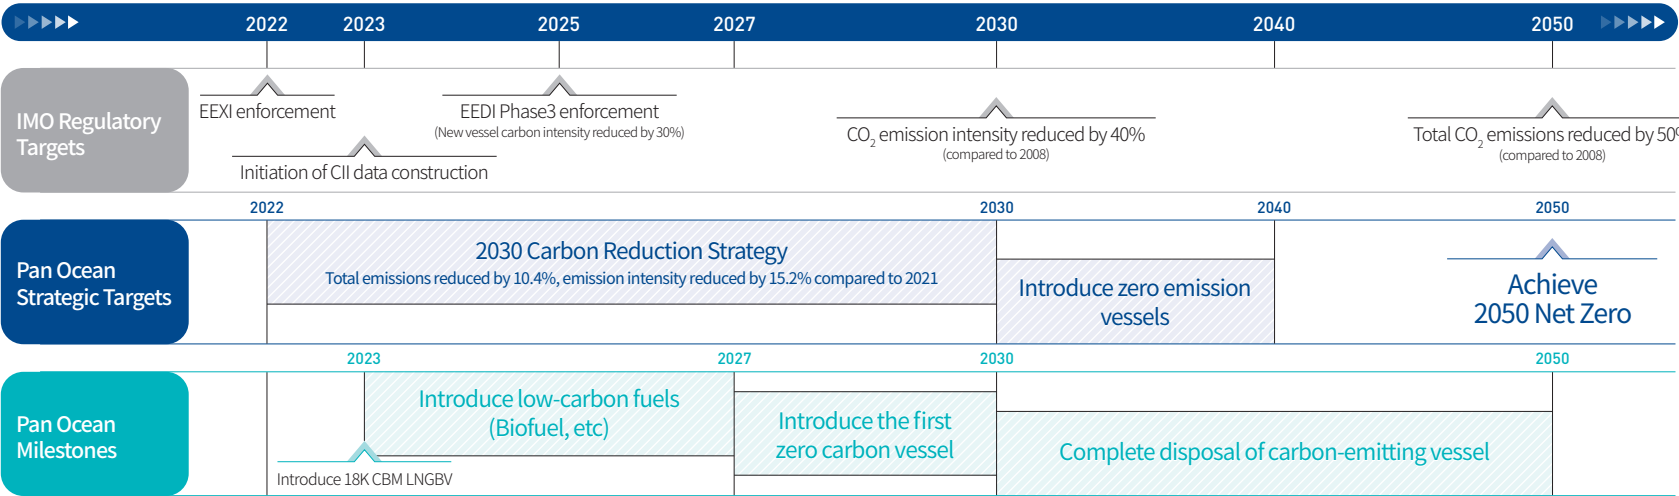 2022 2023 2025 2027 2030 2040 2050
IMO Regulatory
Targets
EEXI enforcement
Initiation of CII data construction
EEDI Phase3 enforcement
(New vessel carbon intensity reduced by 30%)
CO₂ emission intensity reduced by 40%
(compared to 2008)
Total CO₂ emissions reduced by 50
(compared to 2008)
2022 2030 2040 2050
Pan Ocean
Strategic Targets
2030 Carbon Reduction Strategy
Total emissions reduced by 10.4%, emission intensity reduced by 15.2% compared to 2021
Introduce zero emission
vessels
Achieve
2050 Net Zero
2023 2027 2030 2050
Pan Ocean
Milestones
Introduce low-carbon fuels
(Biofuel, etc)
Introduce 18K CBM LNGBV
Introduce the first
zero carbon vessel
Complete disposal of carbon-emitting vessel